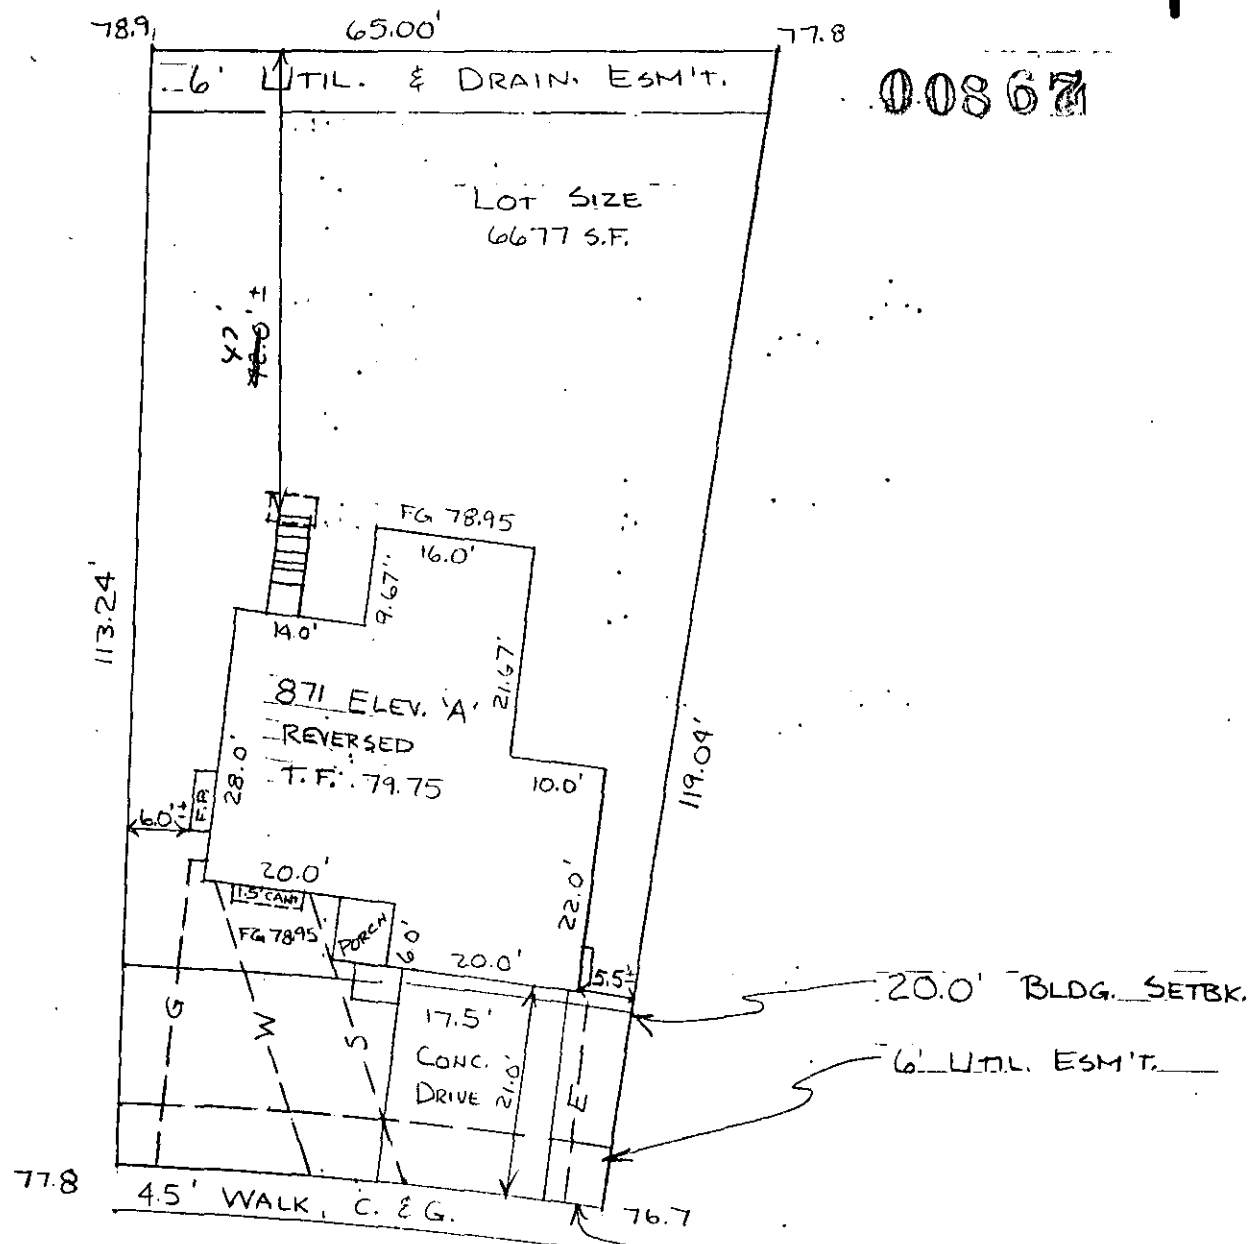 78.9
65.00'
77.8
6' UTIL. & DRAIN. ESM'T.
00867
LOT SIZE
6677 S.F.
47'
FG 78.95
16.0'
9.67'
113.24'
14.0'
21.67'
871 ELEV. 'A'
REVERSED
T.F. 79.75
28.0'
10.0'
119.04'
6.0'±
F.P.
20.0'
1.5' CANT
FG 78.95
PORCH
6.0'
22.0'
20.0'
5.5'±
20.0' BLDG. SETBK.
G
W
S
17.5'
CONC.
DRIVE
21.0'
E
6' UTIL. ESM'T.
77.8
4.5' WALK, C. & G.
76.7